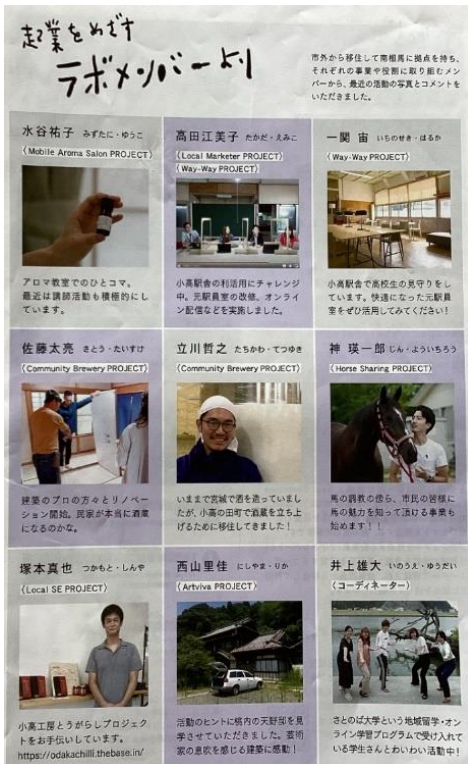 起業をめざす
ラボメンバーより
市外から移住して南相馬に拠点を持ち、
それぞれの事業や役割に取り組むメン
バーから、最近の活動の写真とコメント
をいただきました。
水谷祐子 みずたに・ゆうこ
〈Mobile Aroma Salon PROJECT〉
アロマ教室でのひとコマ。
最近は講師活動も積極的にし
ています。
高田江美子 たかだ・えみこ
〈Local Marketer PROJECT〉
〈Way-Way PROJECT〉
小高駅舎の利活用にチャレンジ
中。元駅員室の改修、オンライ
ン配信などを実施しました。
一関 宙 いちのせき・はるか
〈Way-Way PROJECT〉
小高駅舎で高校生の見守りをし
ています。快適になった元駅員
室をぜひ活用してみてください！
佐藤太亮 さとう・たいすけ
〈Community Brewery PROJECT〉
建築のプロの方々とリノベー
ション開始。民家が本当に酒蔵
になるのかな。
立川哲之 たちかわ・てつゆき
〈Community Brewery PROJECT〉
いままで宮城で酒を造っていまし
たが、小高の田町で酒蔵を立ち上
げるために移住してきました！
神 瑛一郎 じん・よういちろう
〈Horse Sharing PROJECT〉
馬の調教の傍ら、市民の皆様に
馬の魅力を知って頂ける事業も
始めます！！
塚本真也 つかもと・しんや
〈Local SE PROJECT〉
小高工房とうがらしプロジェク
トをお手伝いしています。
https://odakachilli.thebase.in/
西山里佳 にしやま・りか
〈Artviva PROJECT〉
活動のヒントに桃内の天野邸を見
学させていただきました。芸術
家の息吹を感じる建築に感動！
井上雄大 いのうえ・ゆうだい
〈コーディネーター〉
さとのば大学という地域留学・オン
ライン学習プログラムで受け入れて
いる学生さんとわいわい活動中！